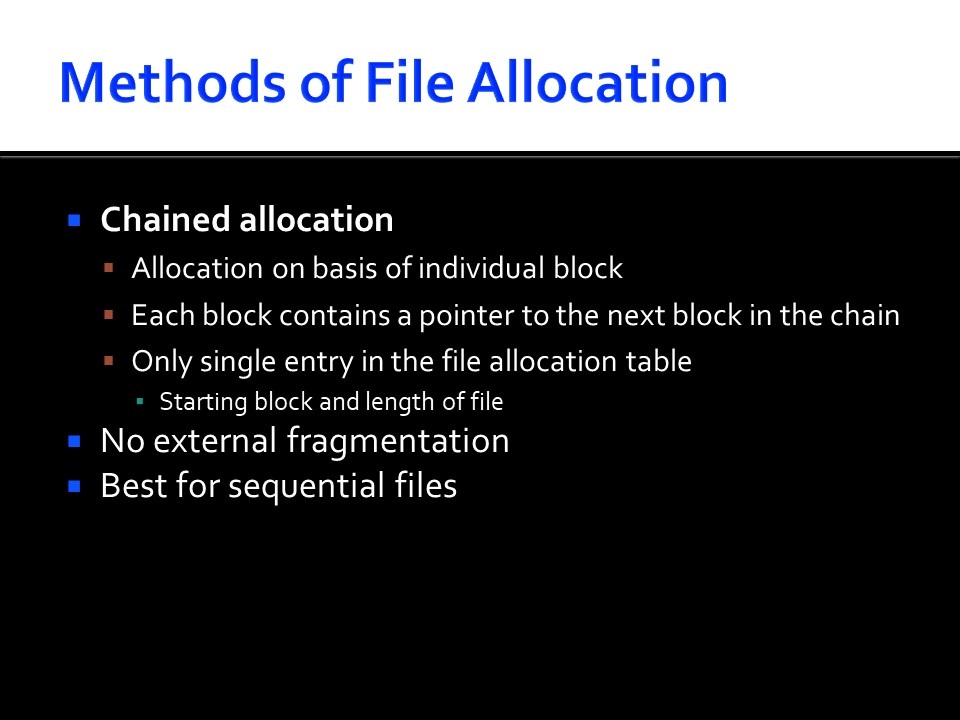 Methods of File Allocation
Chained allocation
Allocation on basis of individual block
Each block contains a pointer to the next block in the chain
Only single entry in the file allocation table
Starting block and length of file
No external fragmentation
Best for sequential files